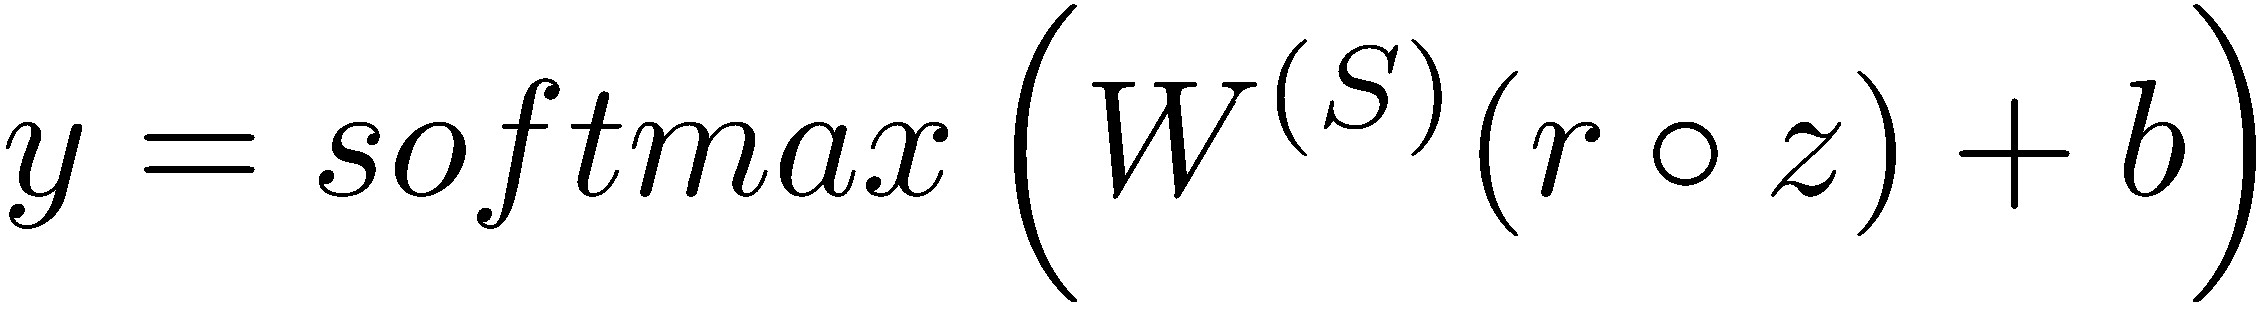 y = softmax(W^{(S)}(r ∘ z) + b)